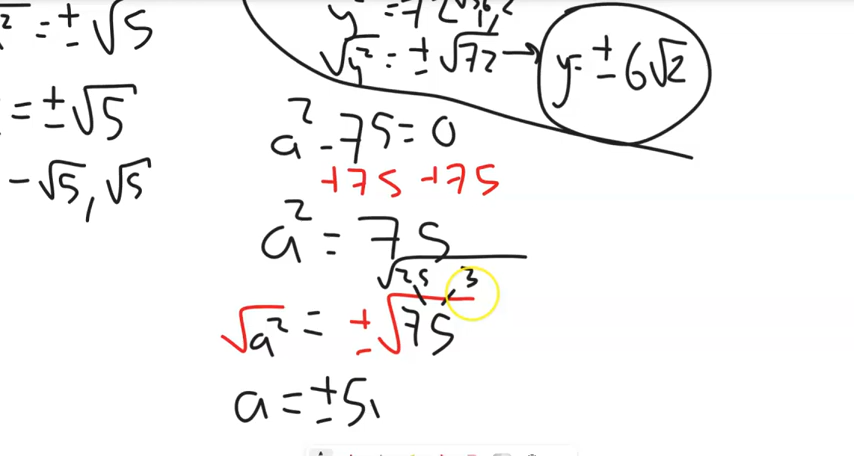 ² = ±√5
= ±√5
-√5, √5
√y² = ±√72 → y = ±6√2
a² - 75 = 0
+75 +75
a² = 75
√25 3
√a² = ±√75
a = ±5